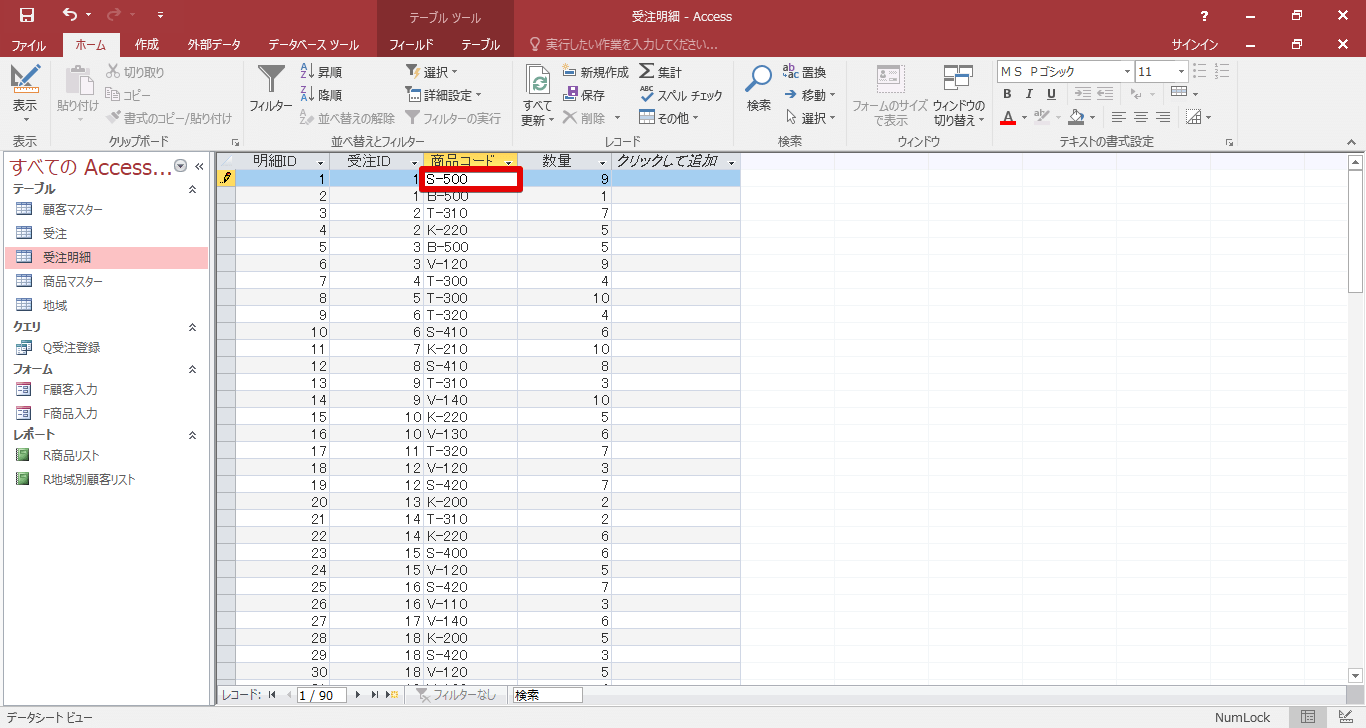 テーブル ツール
受注明細 - Access
?
ファイル ホーム 作成 外部データ データベース ツール フィールド テーブル 実行したい作業を入力してください... サインイン
表示
貼り付け
切り取り
コピー
書式のコピー/貼り付け
フィルター
昇順
降順
並べ替えの解除
選択
詳細設定
フィルターの実行
すべて
更新
新規作成
保存
削除
集計
スペル チェック
その他
検索
置換
移動
選択
フォームのサイズ
で表示
ウィンドウの
切り替え
ＭＳ Ｐゴシック 11
B I U
A
表示 クリップボード 並べ替えとフィルター レコード 検索 ウィンドウ テキストの書式設定
すべての Access...
テーブル
顧客マスター
受注
受注明細
商品マスター
地域
クエリ
Q受注登録
フォーム
F顧客入力
F商品入力
レポート
R商品リスト
R地域別顧客リスト
明細ID 受注ID 商品コード 数量 クリックして追加
1 1 S-500 9
2 1 B-500 1
3 2 T-310 7
4 2 K-220 5
5 3 B-500 5
6 3 V-120 9
7 4 T-300 4
8 5 T-300 10
9 6 T-320 4
10 6 S-410 6
11 7 K-210 10
12 8 S-410 8
13 9 T-310 3
14 9 V-140 10
15 10 K-220 5
16 10 V-130 6
17 11 T-320 7
18 12 V-120 3
19 12 S-420 7
20 13 K-200 2
21 14 T-310 2
22 14 K-220 6
23 15 S-400 6
24 15 V-120 5
25 16 S-420 7
26 16 V-110 3
27 17 V-140 6
28 18 K-200 5
29 18 S-420 3
30 18 V-120 5
レコード: 1 / 90 フィルターなし 検索
データシート ビュー NumLock